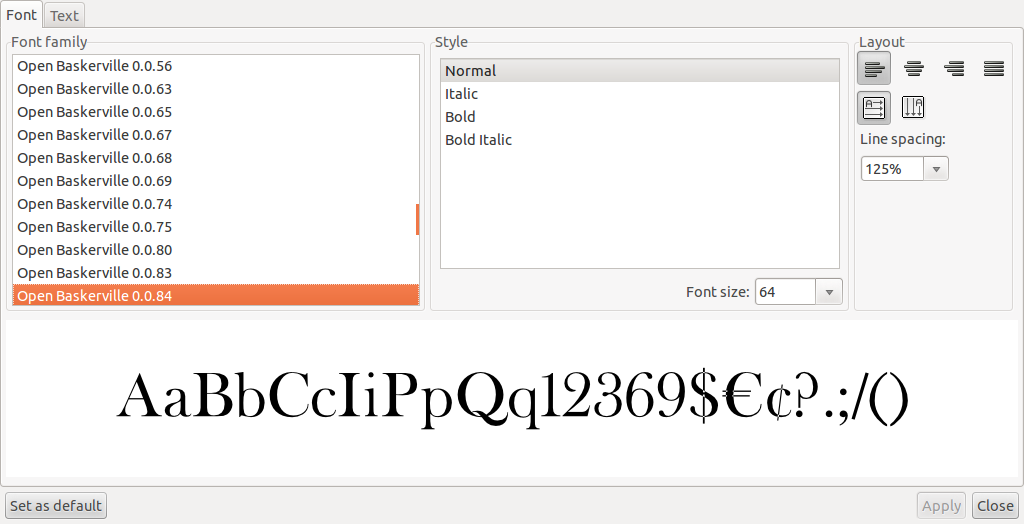 Font Text
Font family
Open Baskerville 0.0.56
Open Baskerville 0.0.63
Open Baskerville 0.0.65
Open Baskerville 0.0.67
Open Baskerville 0.0.68
Open Baskerville 0.0.69
Open Baskerville 0.0.74
Open Baskerville 0.0.75
Open Baskerville 0.0.80
Open Baskerville 0.0.83
Open Baskerville 0.0.84
Style
Normal
Italic
Bold
Bold Italic
Font size: 64
Layout
A
A
Line spacing:
125%
AaBbCcIiPpQq12369$€¢?.;/()
Set as default
Apply Close